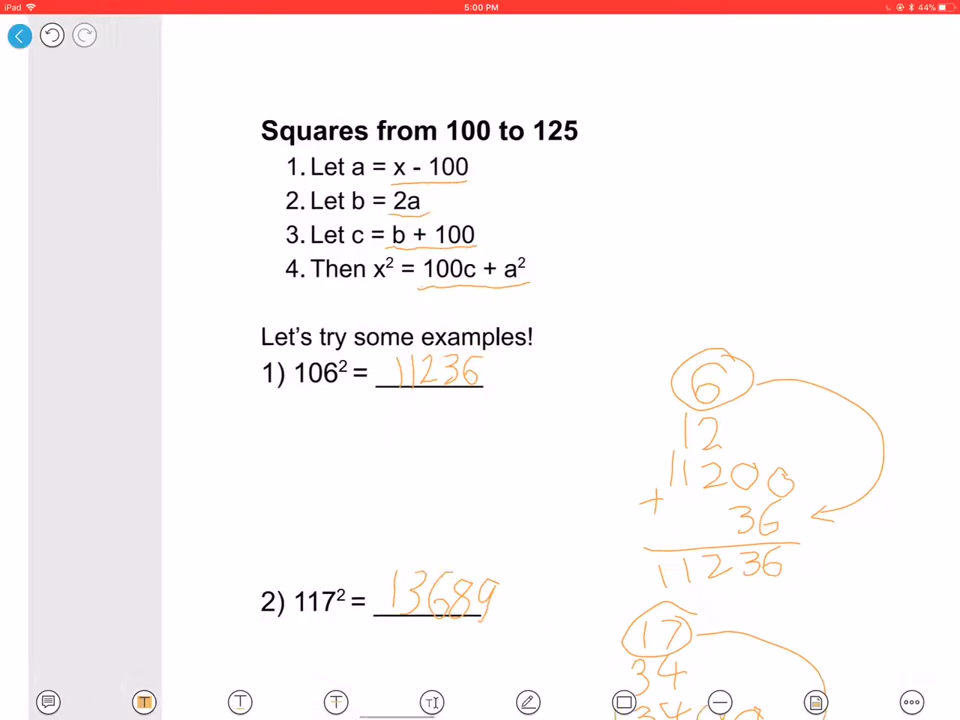 iPad
5:00 PM
44%
Squares from 100 to 125
1. Let a = x - 100
2. Let b = 2a
3. Let c = b + 100
4. Then x² = 100c + a²
Let's try some examples!
1) 106² = 11236
6
12
11200
+ 36
11236
2) 117² = 13689
17
34